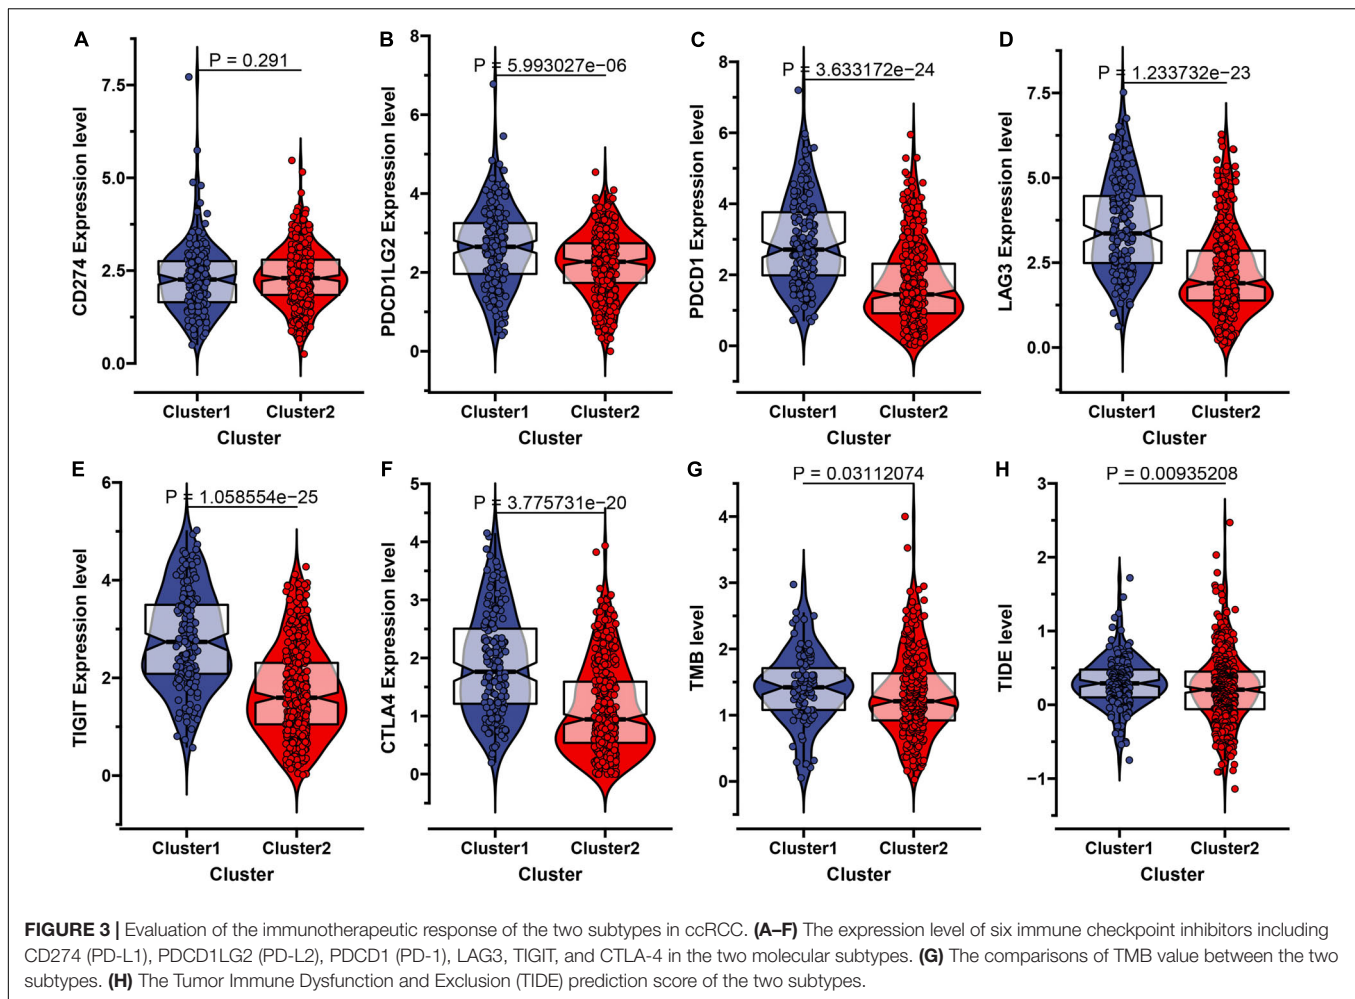 A
P = 0.291
7.5
5.0
2.5
0.0
CD274 Expression level
Cluster1
Cluster2
Cluster
B
P = 5.993027e−06
8
6
4
2
0
PDCD1LG2 Expression level
Cluster1
Cluster2
Cluster
C
P = 3.633172e−24
8
6
4
2
0
PDCD1 Expression level
Cluster1
Cluster2
Cluster
D
P = 1.233732e−23
7.5
5.0
2.5
0.0
LAG3 Expression level
Cluster1
Cluster2
Cluster
E
P = 1.058554e−25
6
4
2
0
TIGIT Expression level
Cluster1
Cluster2
Cluster
F
P = 3.775731e−20
5
4
3
2
1
0
CTLA4 Expression level
Cluster1
Cluster2
Cluster
G
P = 0.03112074
4
3
2
1
0
TMB level
Cluster1
Cluster2
Cluster
H
P = 0.00935208
3
2
1
0
−1
TIDE level
Cluster1
Cluster2
Cluster
FIGURE 3 | Evaluation of the immunotherapeutic response of the two subtypes in ccRCC. (A–F) The expression level of six immune checkpoint inhibitors including
CD274 (PD-L1), PDCD1LG2 (PD-L2), PDCD1 (PD-1), LAG3, TIGIT, and CTLA-4 in the two molecular subtypes. (G) The comparisons of TMB value between the two
subtypes. (H) The Tumor Immune Dysfunction and Exclusion (TIDE) prediction score of the two subtypes.